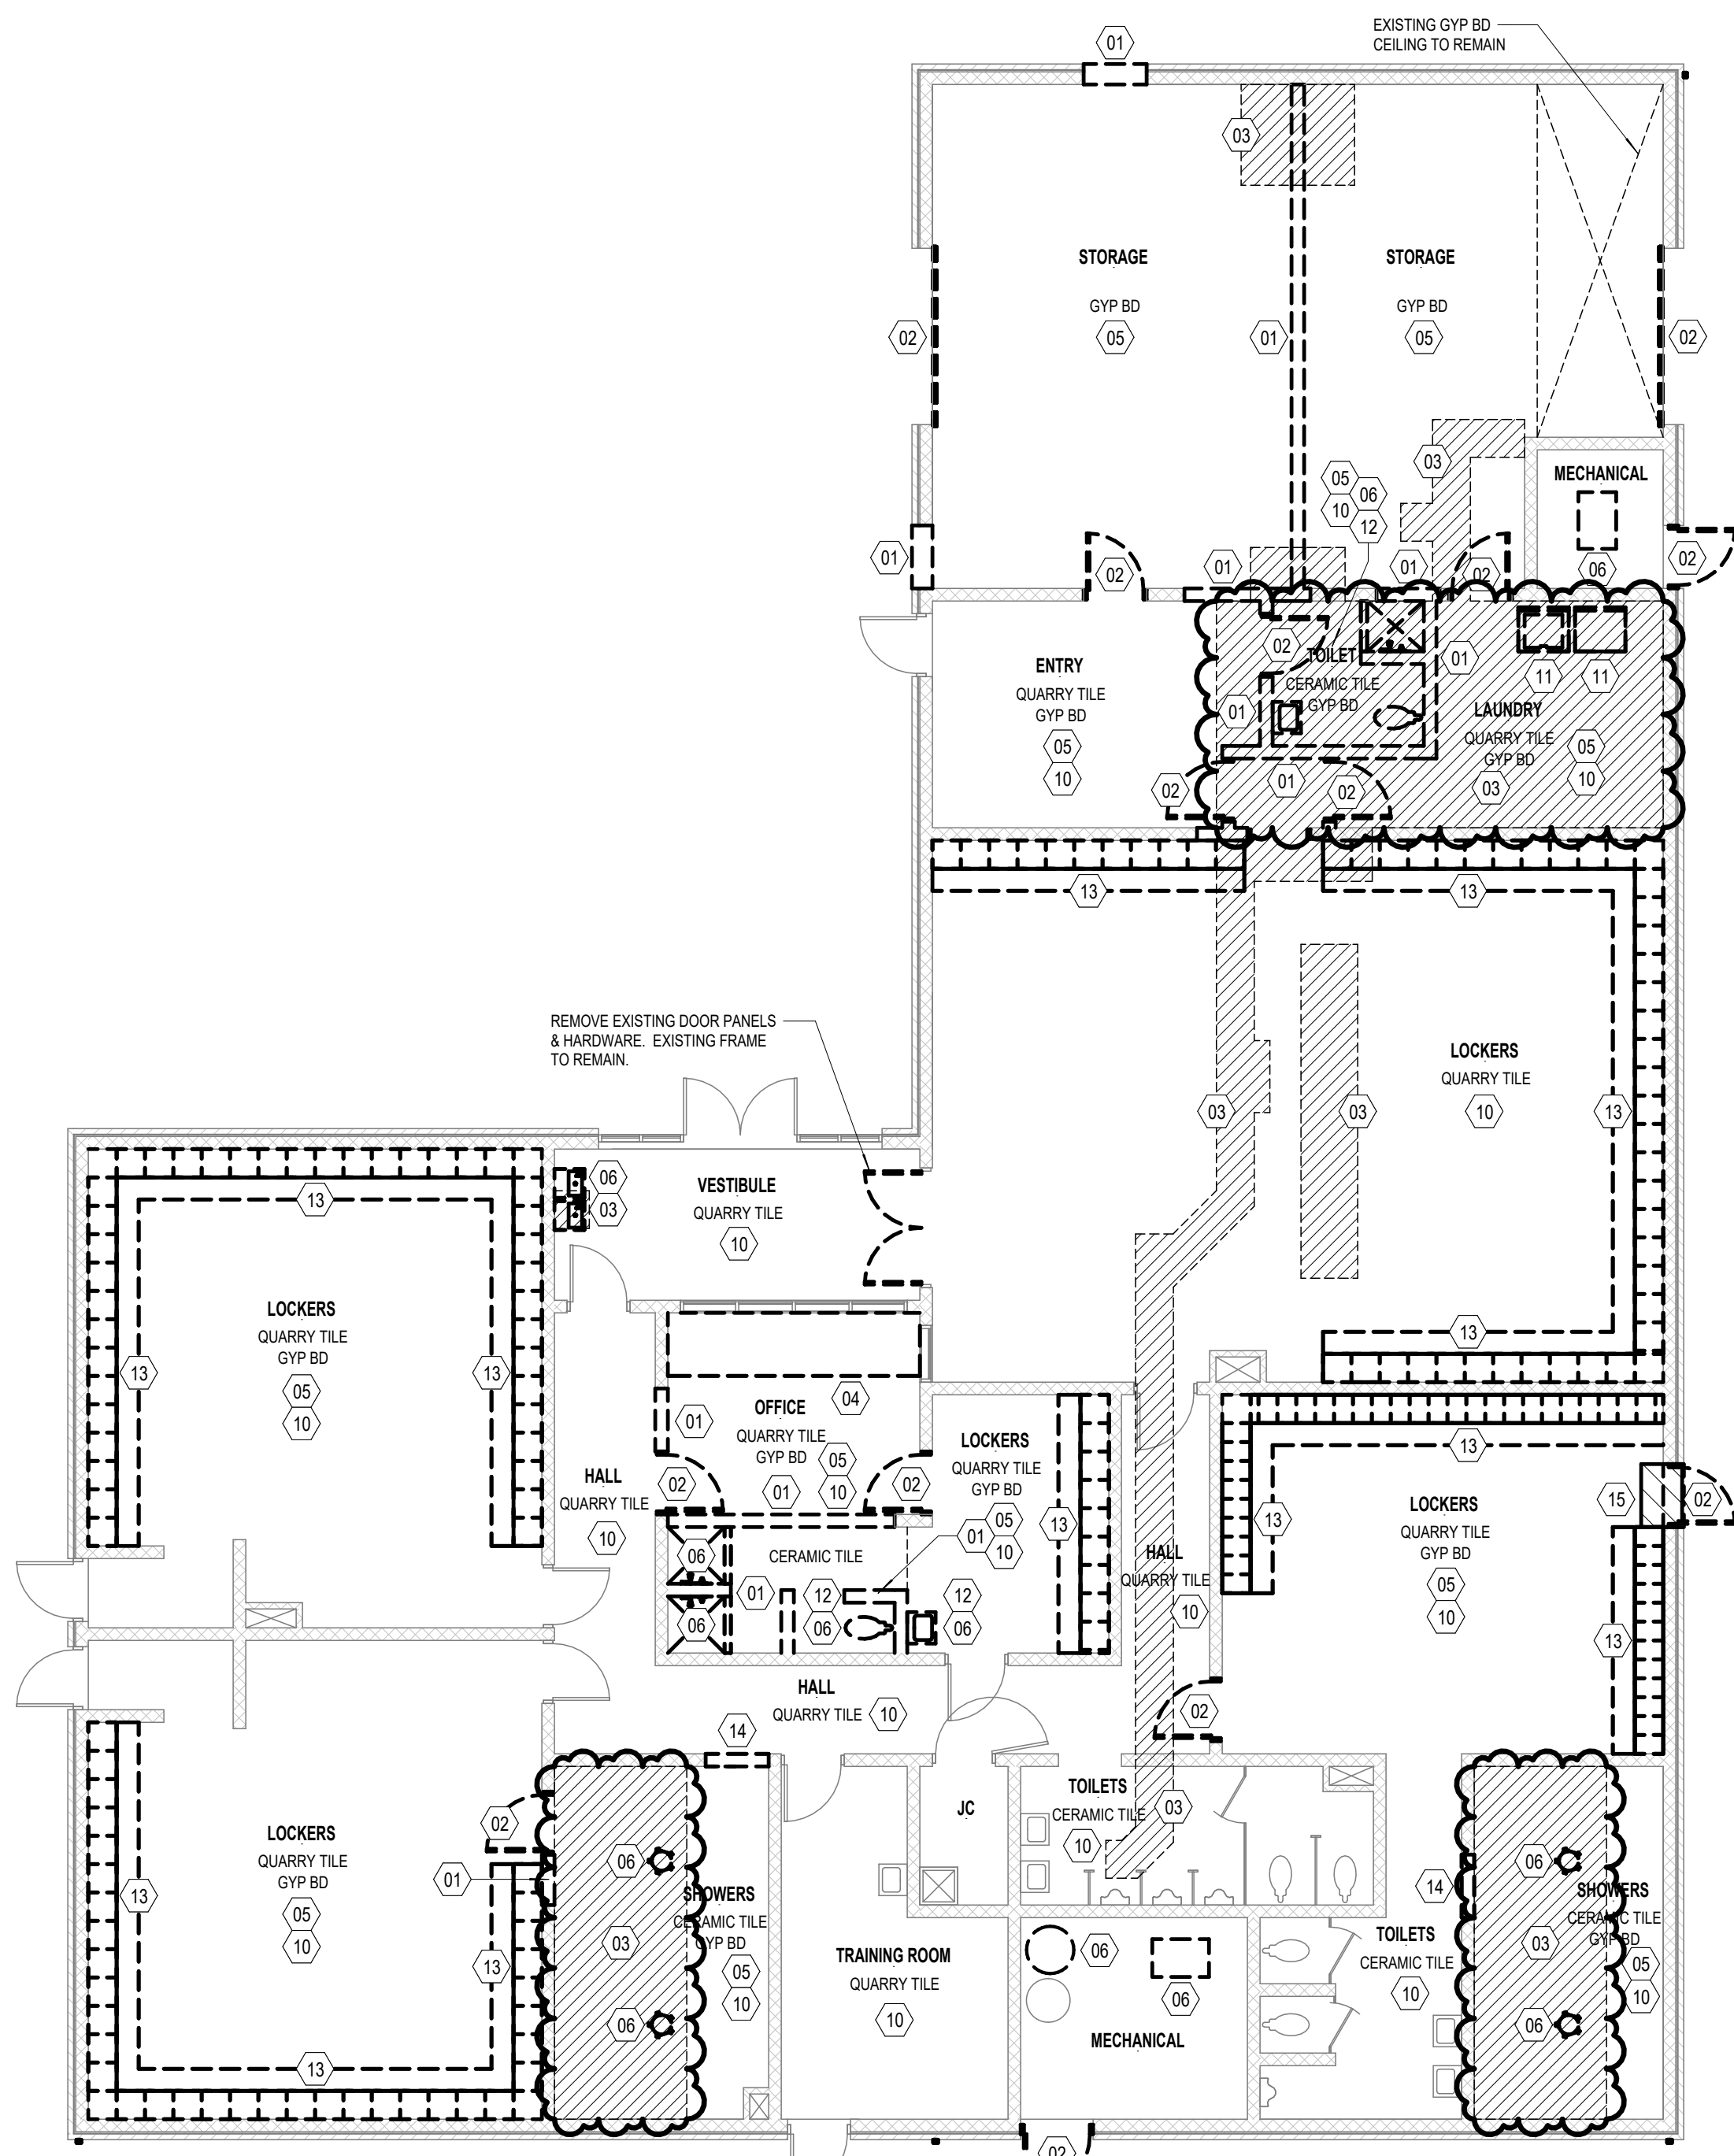 EXISTING GYP BD
CEILING TO REMAIN
01
03
STORAGE
GYP BD
05
STORAGE
GYP BD
05
02
01
02
03
05
06
10
12
MECHANICAL
06
02
01
02
01
01
02
ENTRY
QUARRY TILE
GYP BD
05
10
02
TOILET
CERAMIC TILE
GYP BD
01
01
11
11
LAUNDRY
QUARRY TILE
GYP BD
05
10
03
02
01
02
13
13
REMOVE EXISTING DOOR PANELS
& HARDWARE. EXISTING FRAME
TO REMAIN.
LOCKERS
QUARRY TILE
10
03
03
13
13
06
03
VESTIBULE
QUARRY TILE
10
13
LOCKERS
QUARRY TILE
GYP BD
05
10
13
13
04
OFFICE
QUARRY TILE
GYP BD
05
10
01
02
01
02
HALL
QUARRY TILE
10
LOCKERS
QUARRY TILE
GYP BD
05
01
10
13
CERAMIC TILE
06
06
01
12
06
12
06
HALL
QUARRY TILE
10
13
13
LOCKERS
QUARRY TILE
GYP BD
05
10
15
02
13
HALL
QUARRY TILE
10
02
14
LOCKERS
QUARRY TILE
GYP BD
05
10
13
13
13
02
01
06
03
06
SHOWERS
CERAMIC TILE
GYP BD
05
10
JC
TOILETS
CERAMIC TILE
10
03
TRAINING ROOM
QUARRY TILE
10
06
06
MECHANICAL
02
TOILETS
CERAMIC TILE
10
14
06
03
06
SHOWERS
CERAMIC TILE
GYP BD
05
10